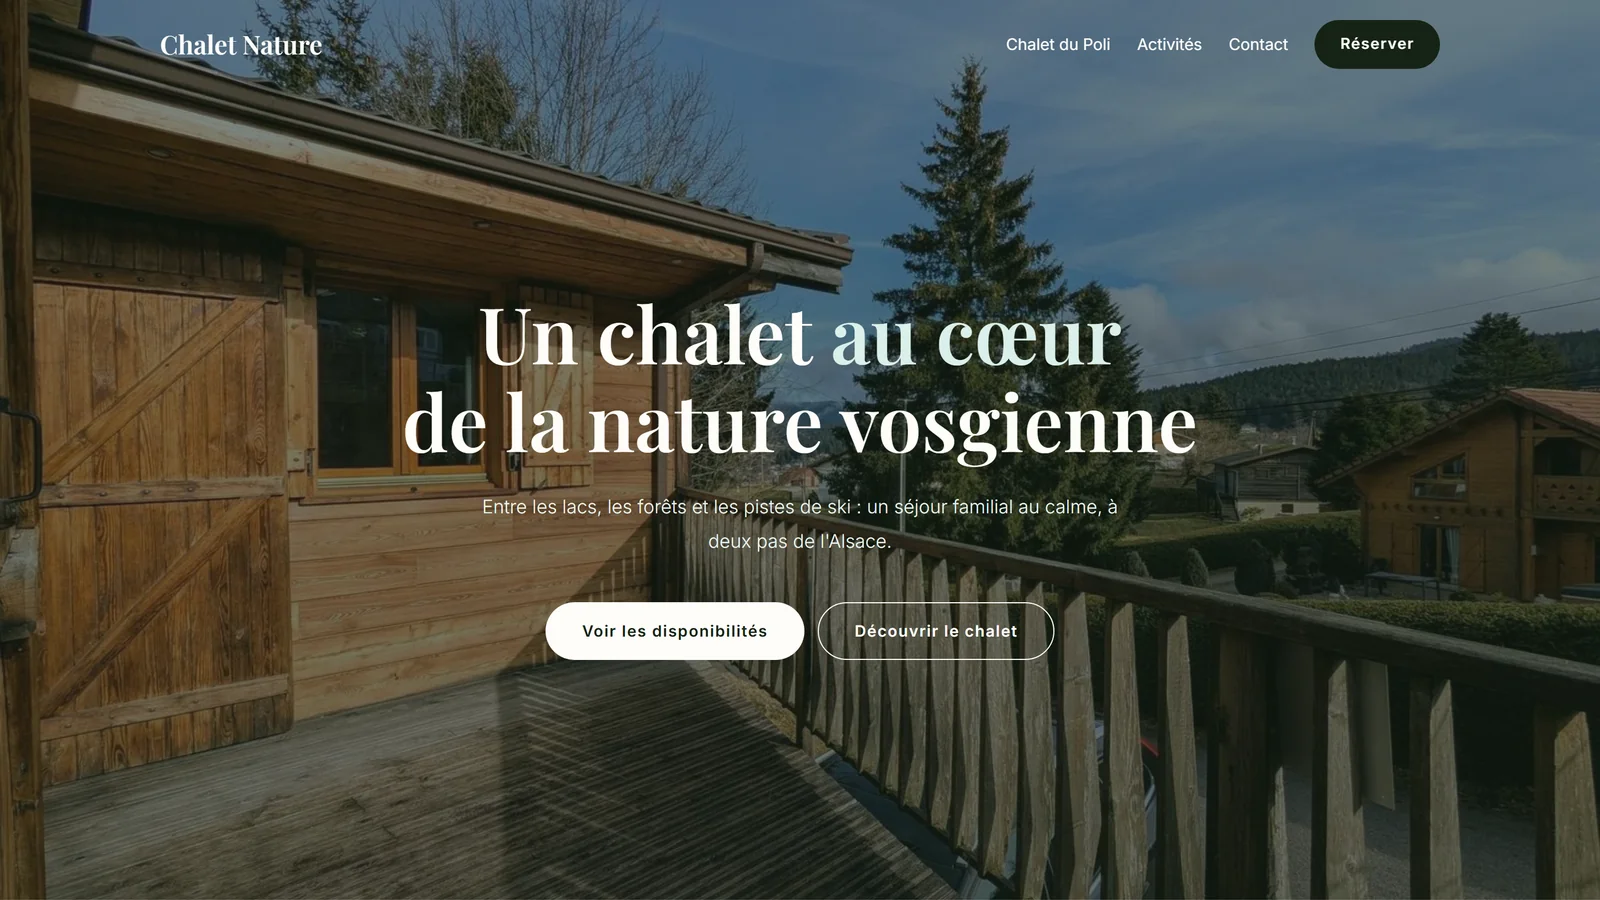 Chalet Nature
Chalet du Poli
Activités
Contact
Réserver
Un chalet au cœur
de la nature vosgienne
Entre les lacs, les forêts et les pistes de ski : un séjour familial au calme, à
deux pas de l'Alsace.
Voir les disponibilités
Découvrir le chalet